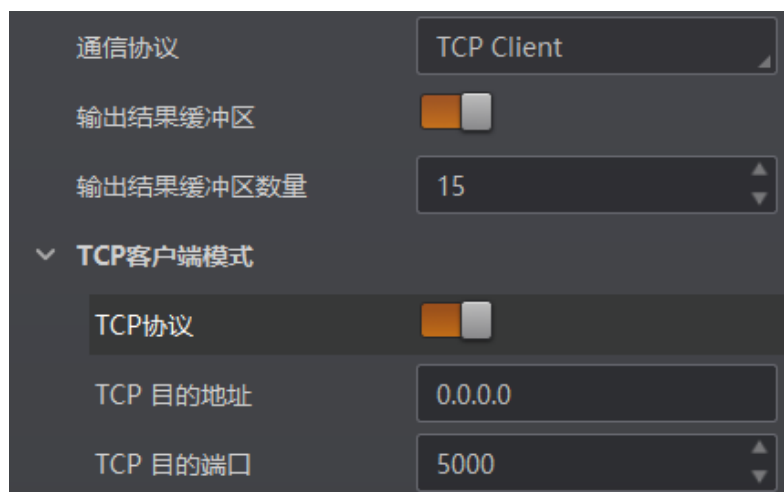 通信协议 TCP Client
输出结果缓冲区
输出结果缓冲区数量 15
TCP客户端模式
TCP协议
TCP 目的地址 0.0.0.0
TCP 目的端口 5000